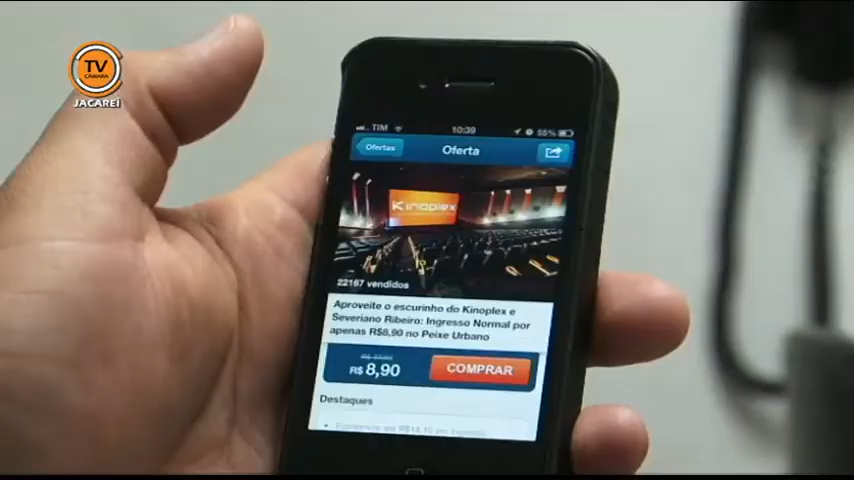 TV
CÂMARA
JACAREÍ
TIM 10:39 55%
Ofertas Oferta
Kinoplex
22167 vendidos
Aproveite o escurinho do Kinoplex e
Severiano Ribeiro: Ingresso Normal por
apenas R$8,90 no Peixe Urbano
R$ 8,90
COMPRAR
Destaques